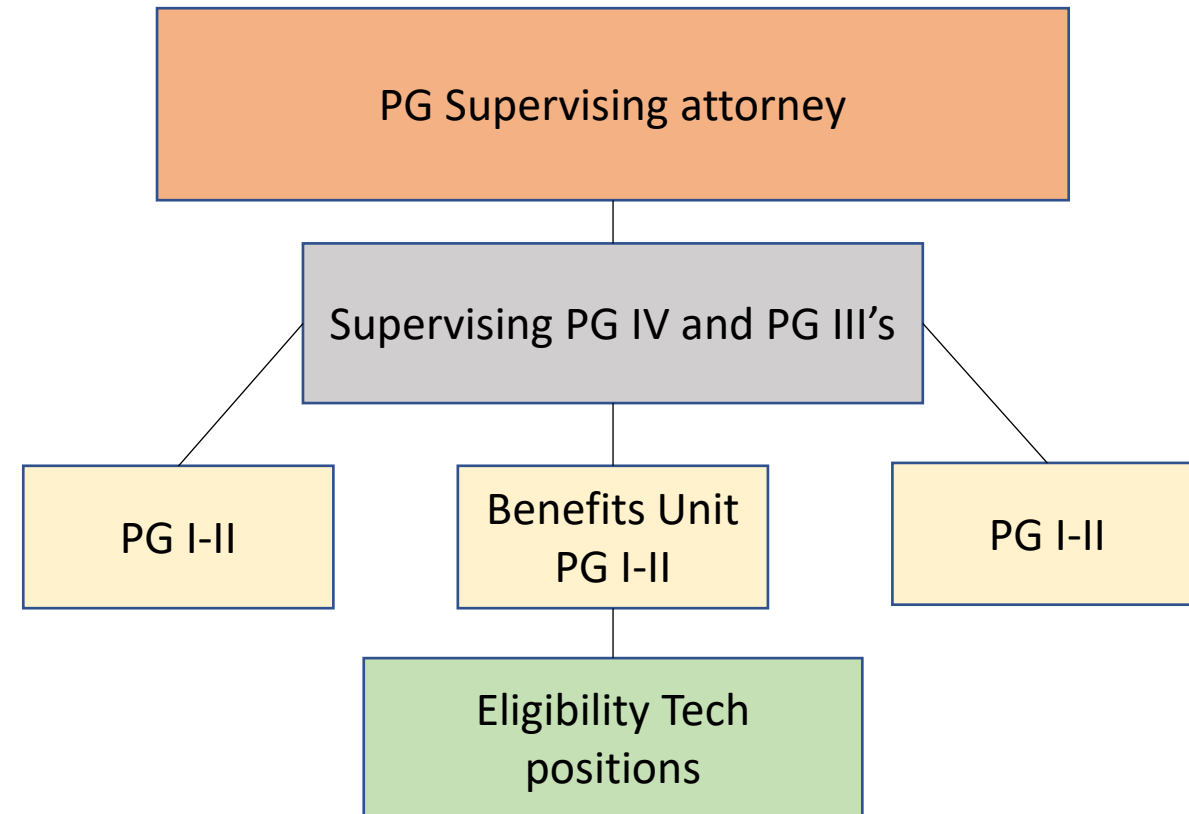 PG Supervising attorney
Supervising PG IV and PG III’s
PG I-II
Benefits Unit
PG I-II
PG I-II
Eligibility Tech
positions